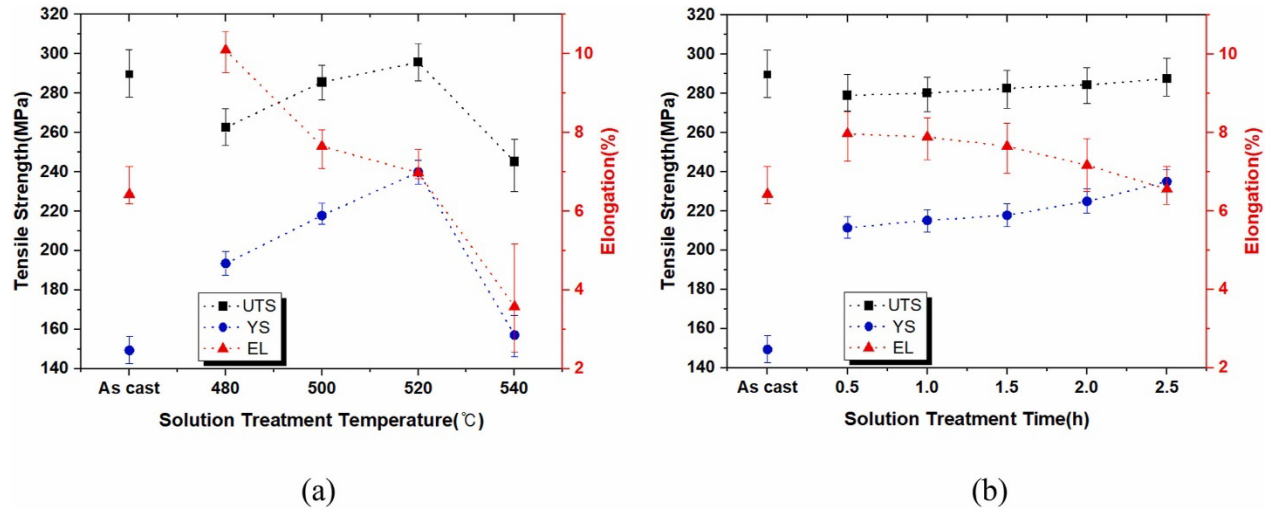 320
300
280
260
240
220
200
180
160
140
Tensile Strength(MPa)
UTS
YS
EL
10
8
6
4
2
Elongation(%)
As cast 480 500 520 540
Solution Treatment Temperature(℃)
(a)
320
300
280
260
240
220
200
180
160
140
Tensile Strength(MPa)
UTS
YS
EL
10
8
6
4
2
Elongation(%)
As cast 0.5 1.0 1.5 2.0 2.5
Solution Treatment Time(h)
(b)